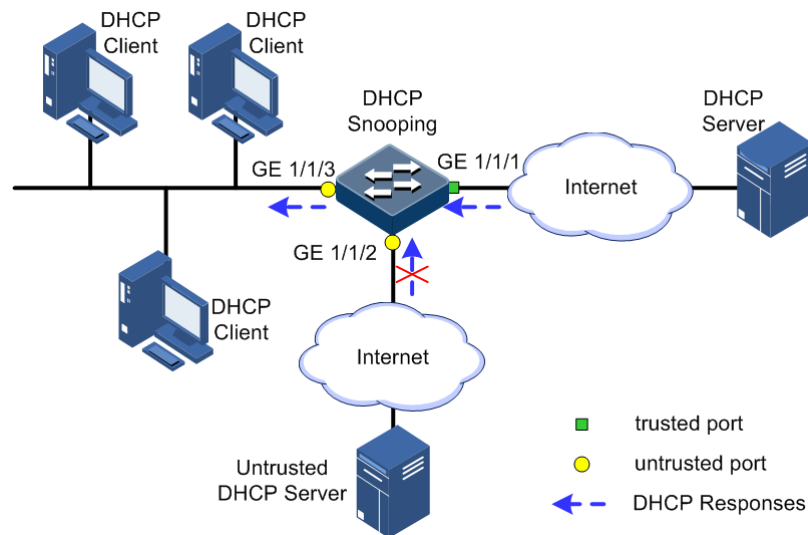 DHCP
Client
DHCP
Client
DHCP
Snooping
DHCP
Server
GE 1/1/3
GE 1/1/1
Internet
GE 1/1/2
DHCP
Client
Internet
trusted port
Untrusted
DHCP Server
untrusted port
DHCP Responses